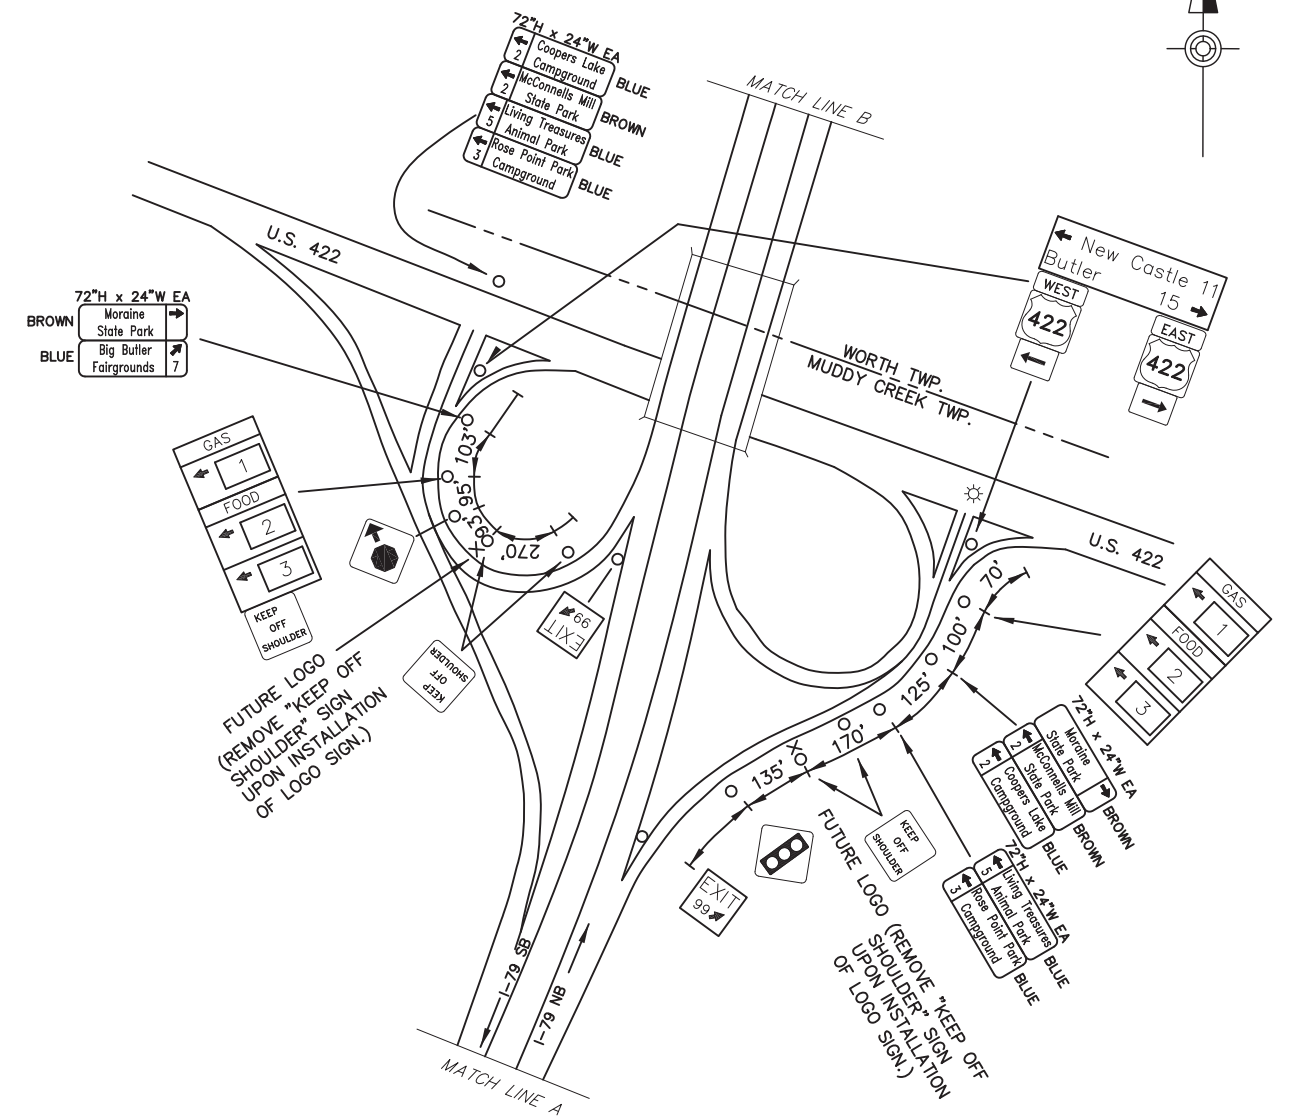 72"H x 24"W EA
2
Coopers Lake
Campground
BLUE
2
McConnells Mill
State Park
BROWN
5
Living Treasures
Animal Park
BLUE
3
Rose Point Park
Campground
BLUE
MATCH LINE B
U.S. 422
72"H x 24"W EA
BROWN
Moraine
State Park
BLUE
Big Butler
Fairgrounds
7
New Castle 11
Butler 15
WEST
422
EAST
422
WORTH TWP.
MUDDY CREEK TWP.
U.S. 422
GAS
1
FOOD
2
3
KEEP
OFF
SHOULDER
103'
95'
93'
X
270'
EXIT
99
KEEP
OFF
SHOULDER
FUTURE LOGO
(REMOVE "KEEP OFF
SHOULDER" SIGN
UPON INSTALLATION
OF LOGO SIGN.)
70'
100'
125'
170'
X
135'
GAS
1
FOOD
2
3
72"H x 24"W EA
Moraine
State Park
BROWN
2
McConnells Mill
State Park
BROWN
2
Coopers Lake
Campground
BLUE
72"H x 24"W EA
5
Living Treasures
Animal Park
BLUE
3
Rose Point Park
Campground
BLUE
KEEP
OFF
SHOULDER
EXIT
99
FUTURE LOGO (REMOVE "KEEP OFF
SHOULDER" SIGN
UPON INSTALLATION
OF LOGO SIGN.)
I-79 SB
I-79 NB
MATCH LINE A